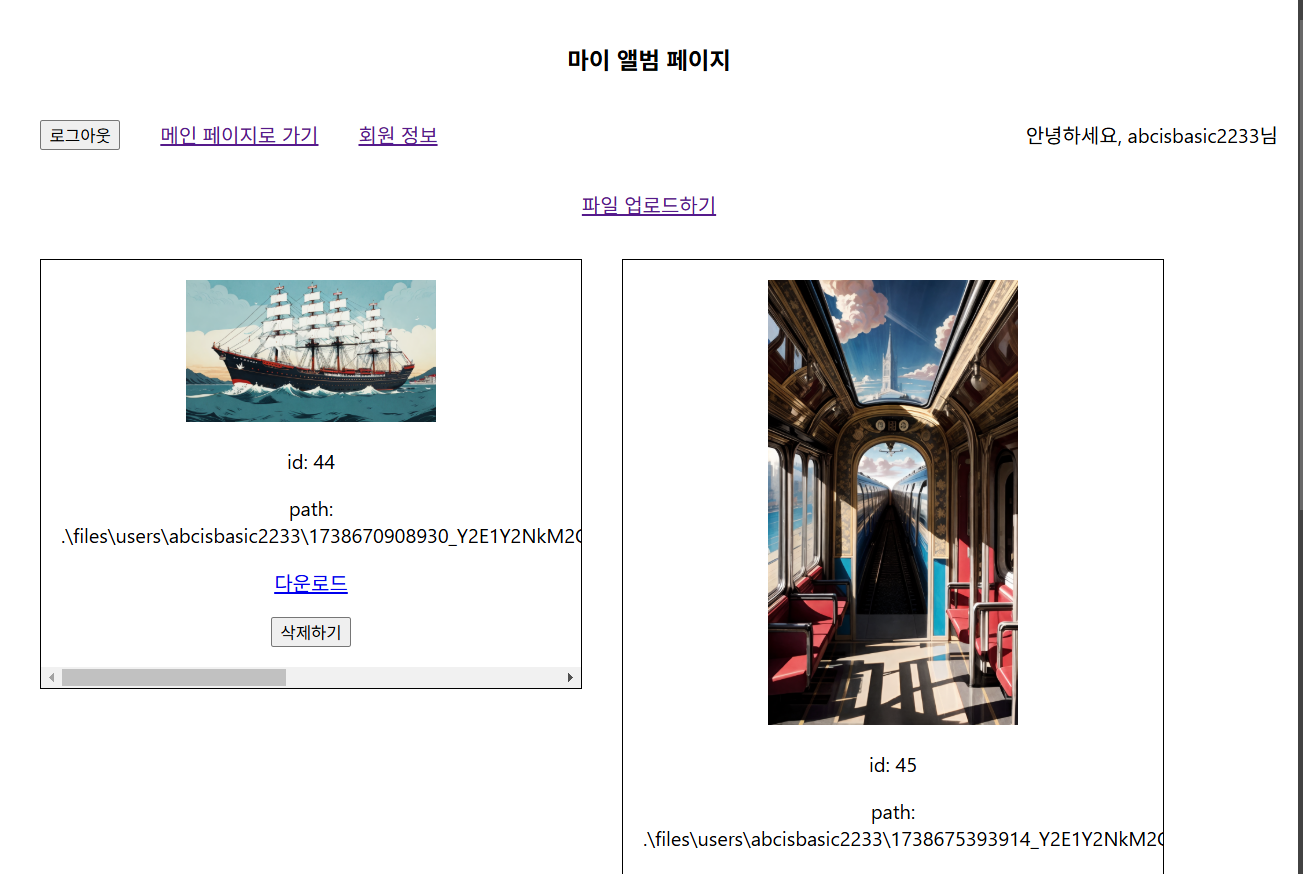 마이 앨범 페이지
로그아웃 메인 페이지로 가기 회원 정보 안녕하세요, abcisbasic2233님
파일 업로드하기
id: 44
path:
.\files\users\abcisbasic2233\1738670908930_Y2E1Y2NkM2
다운로드
삭제하기
id: 45
path:
.\files\users\abcisbasic2233\1738675393914_Y2E1Y2NkM2